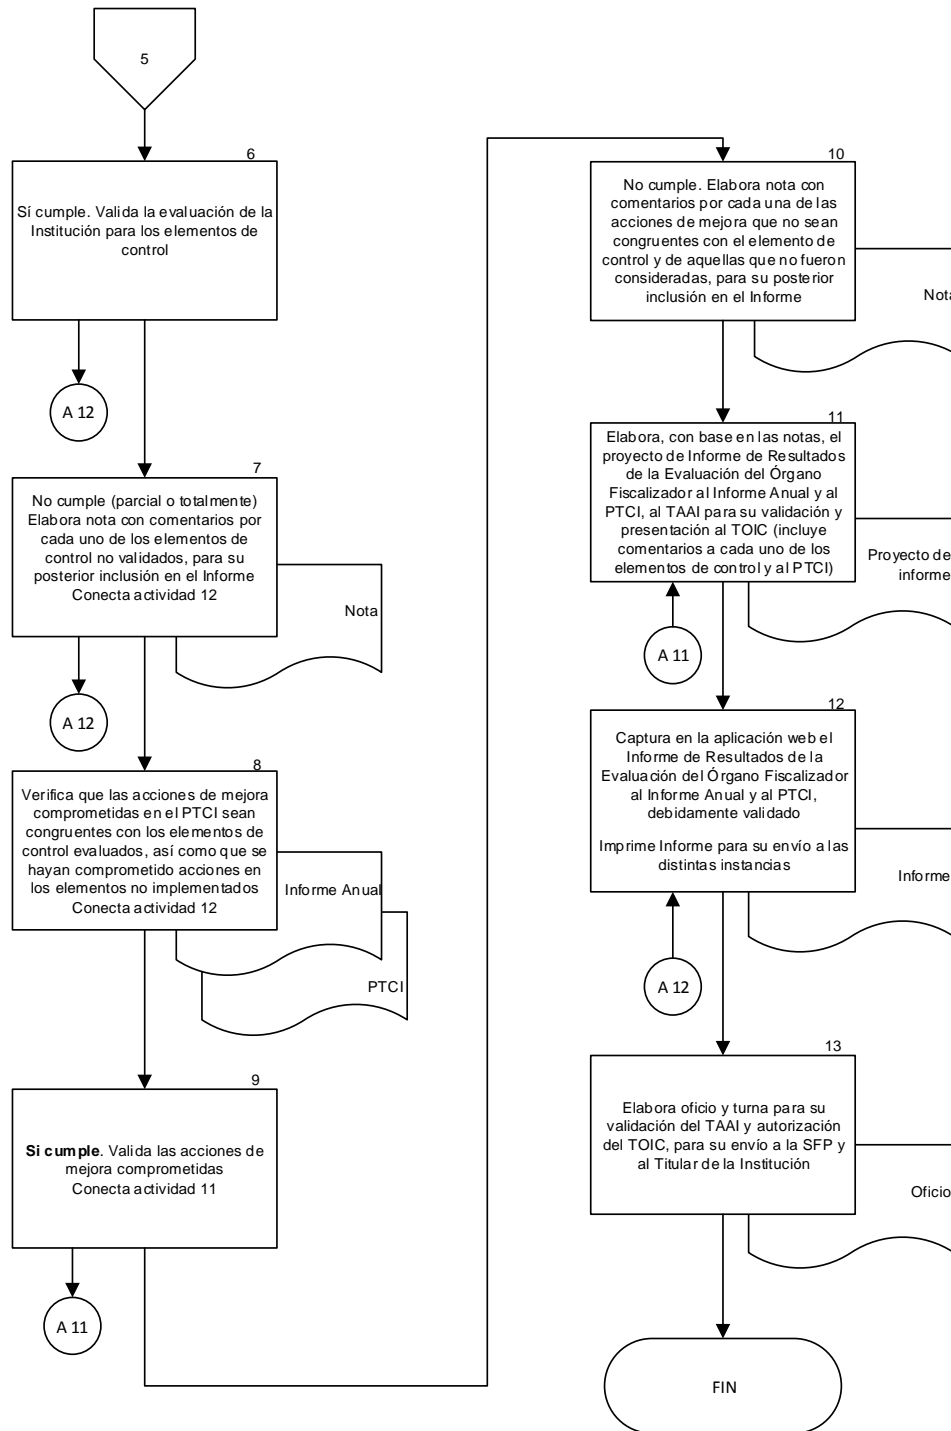 5
6
Sí cumple. Valida la evaluación de la
Institución para los elementos de
control
A 12
7
No cumple (parcial o totalmente)
Elabora nota con comentarios por
cada uno de los elementos de
control no validados, para su
posterior inclusión en el Informe
Conecta actividad 12
Nota
A 12
8
Verifica que las acciones de mejora
comprometidas en el PTCI sean
congruentes con los elementos de
control evaluados, así como que se
hayan comprometido acciones en
los elementos no implementados
Conecta actividad 12
Informe Anual
PTCI
9
Si cumple. Valida las acciones de
mejora comprometidas
Conecta actividad 11
A 11
10
No cumple. Elabora nota con
comentarios por cada una de las
acciones de mejora que no sean
congruentes con el elemento de
control y de aquellas que no fueron
consideradas, para su posterior
inclusión en el Informe
Nota
11
Elabora, con base en las notas, el
proyecto de Informe de Resultados
de la Evaluación del Órgano
Fiscalizador al Informe Anual y al
PTCI, al TAAI para su validación y
presentación al TOIC (incluye
comentarios a cada uno de los
elementos de control y al PTCI)
Proyecto de
informe
A 11
12
Captura en la aplicación web el
Informe de Resultados de la
Evaluación del Órgano Fiscalizador
al Informe Anual y al PTCI,
debidamente validado
Imprime Informe para su envío a las
distintas instancias
Informe
A 12
13
Elabora oficio y turna para su
validación del TAAI y autorización
del TOIC, para su envío a la SFP y
al Titular de la Institución
Oficio
FIN